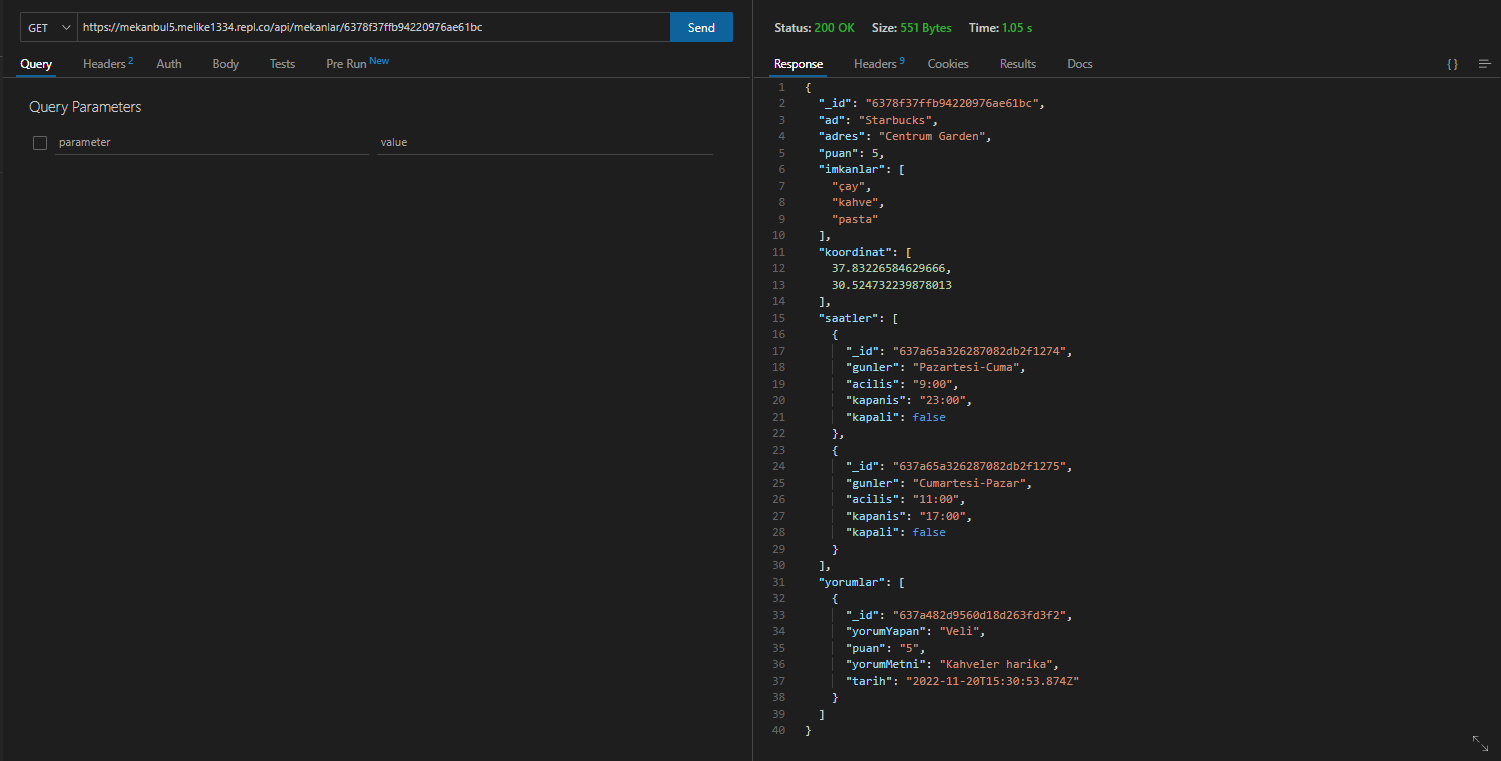 GET https://mekanbul5.melike1334.repl.co/api/mekanlar/6378f37ffb94220976ae61bc Send
Query Headers 2 Auth Body Tests Pre Run New
Query Parameters
parameter value
Status: 200 OK Size: 551 Bytes Time: 1.05 s
Response Headers 9 Cookies Results Docs {}
1 {
2 "_id": "6378f37ffb94220976ae61bc",
3 "ad": "Starbucks",
4 "adres": "Centrum Garden",
5 "puan": 5,
6 "imkanlar": [
7 "çay",
8 "kahve",
9 "pasta"
10 ],
11 "koordinat": [
12 37.83226584629666,
13 30.524732239878013
14 ],
15 "saatler": [
16 {
17 "_id": "637a65a326287082db2f1274",
18 "gunler": "Pazartesi-Cuma",
19 "acilis": "9:00",
20 "kapanis": "23:00",
21 "kapali": false
22 },
23 {
24 "_id": "637a65a326287082db2f1275",
25 "gunler": "Cumartesi-Pazar",
26 "acilis": "11:00",
27 "kapanis": "17:00",
28 "kapali": false
29 }
30 ],
31 "yorumlar": [
32 {
33 "_id": "637a482d9560d18d263fd3f2",
34 "yorumYapan": "Veli",
35 "puan": "5",
36 "yorumMetni": "Kahveler harika",
37 "tarih": "2022-11-20T15:30:53.874Z"
38 }
39 ]
40 }